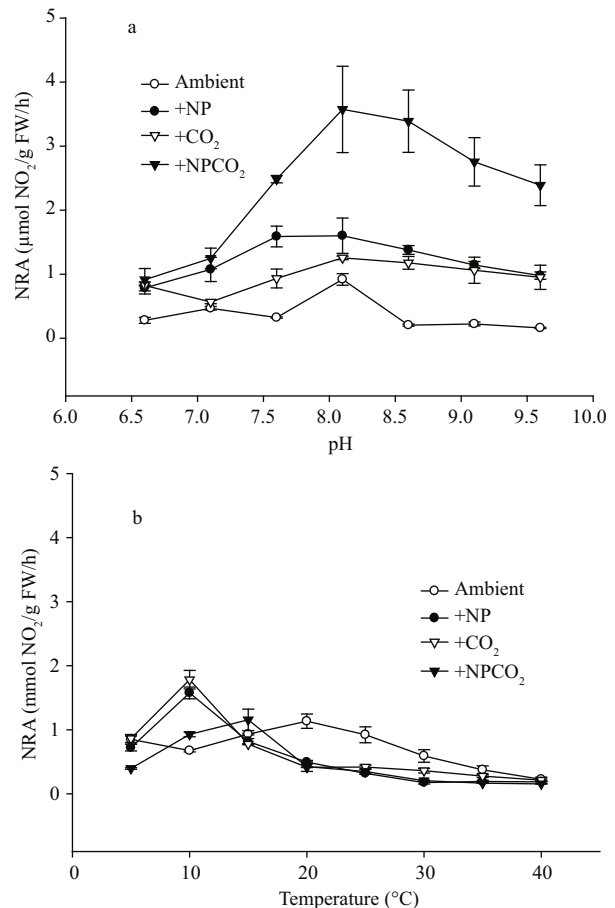 a
5
4
3
2
1
0
NRA (µmol NO₂/g FW/h)
Ambient
+NP
+CO₂
+NPCO₂
6.0 6.5 7.0 7.5 8.0 8.5 9.0 9.5 10.0
pH
b
5
4
3
2
1
0
NRA (mmol NO₂/g FW/h)
Ambient
+NP
+CO₂
+NPCO₂
0 10 20 30 40
Temperature (°C)